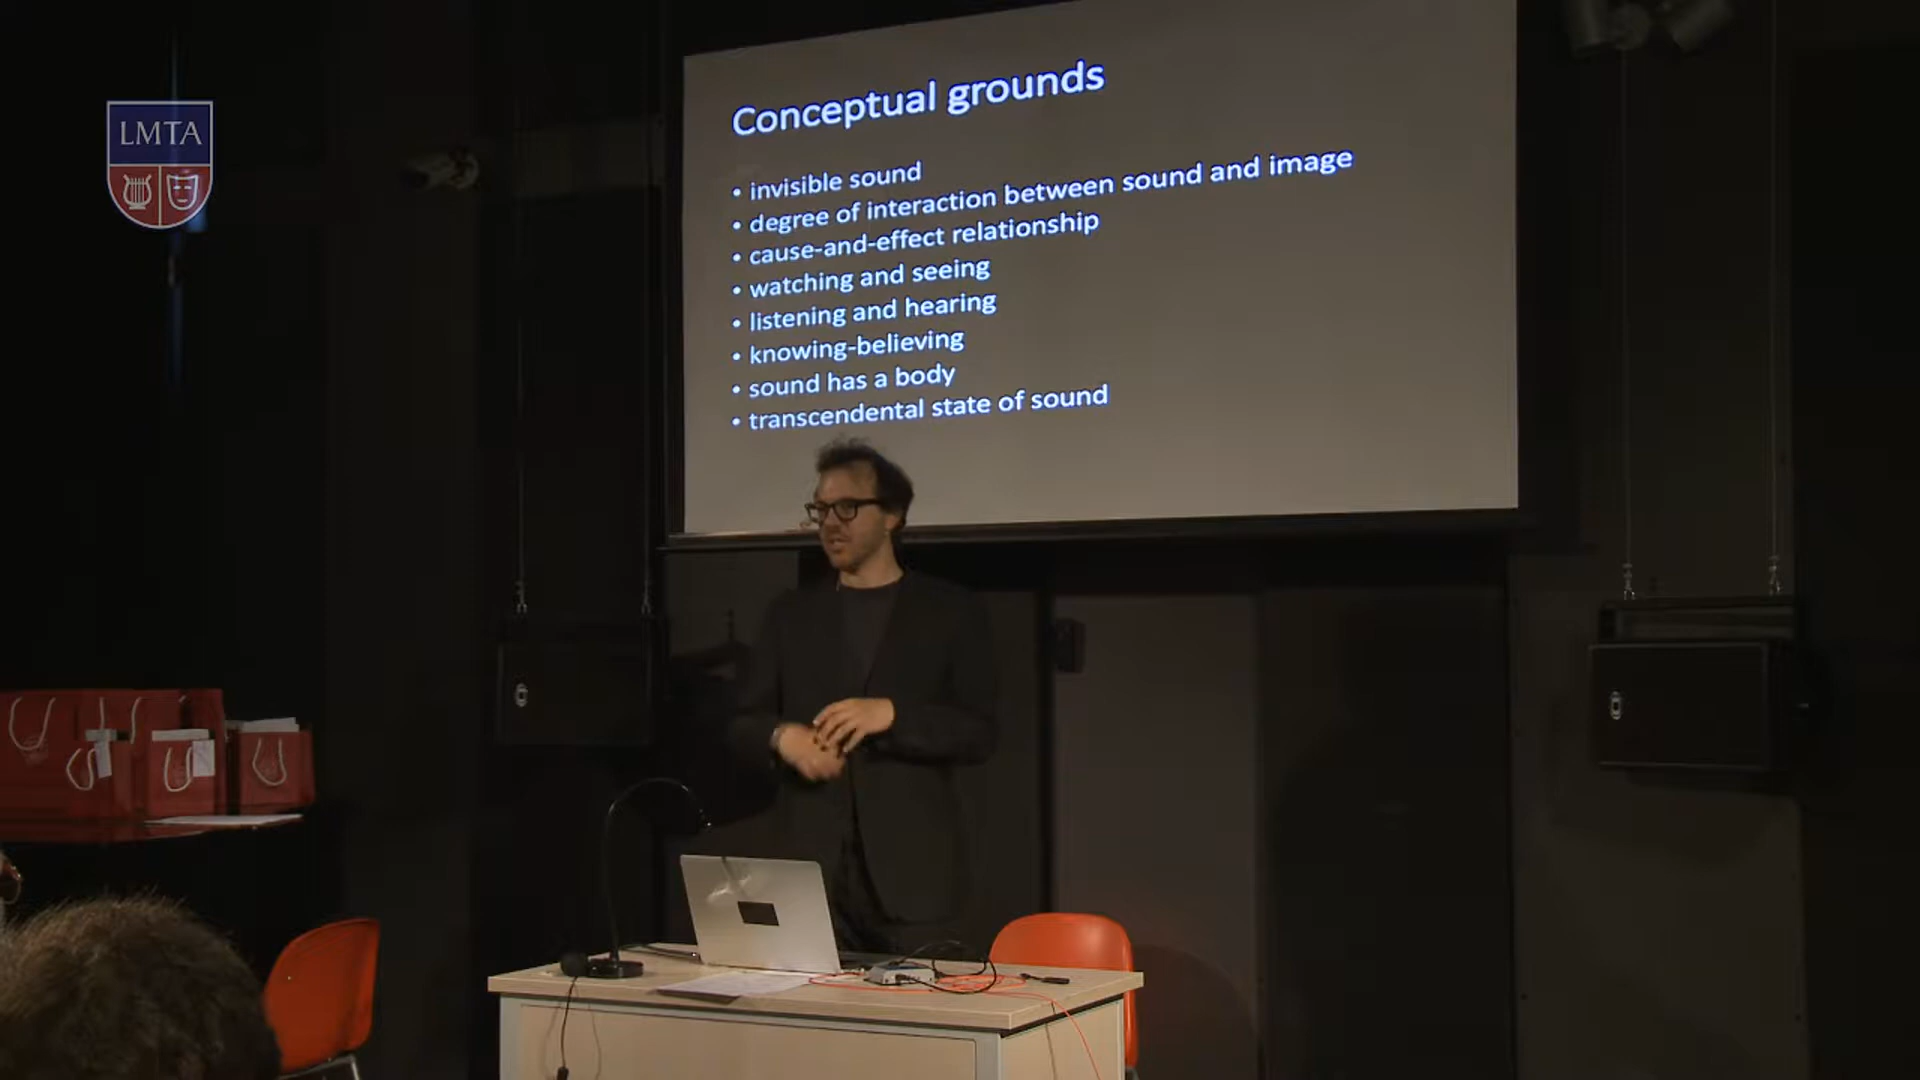 LMTA
Conceptual grounds
• invisible sound
• degree of interaction between sound and image
• cause-and-effect relationship
• watching and seeing
• listening and hearing
• knowing-believing
• sound has a body
• transcendental state of sound